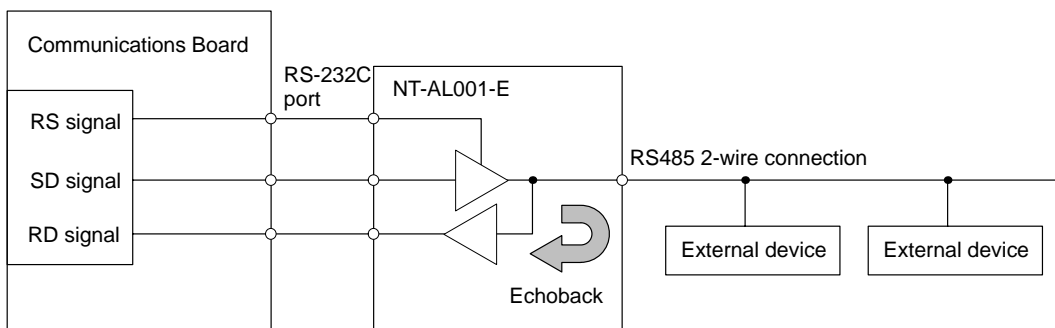 Communications Board
RS-232C
port
NT-AL001-E
RS signal
RS485 2-wire connection
SD signal
RD signal
External device
External device
Echoback